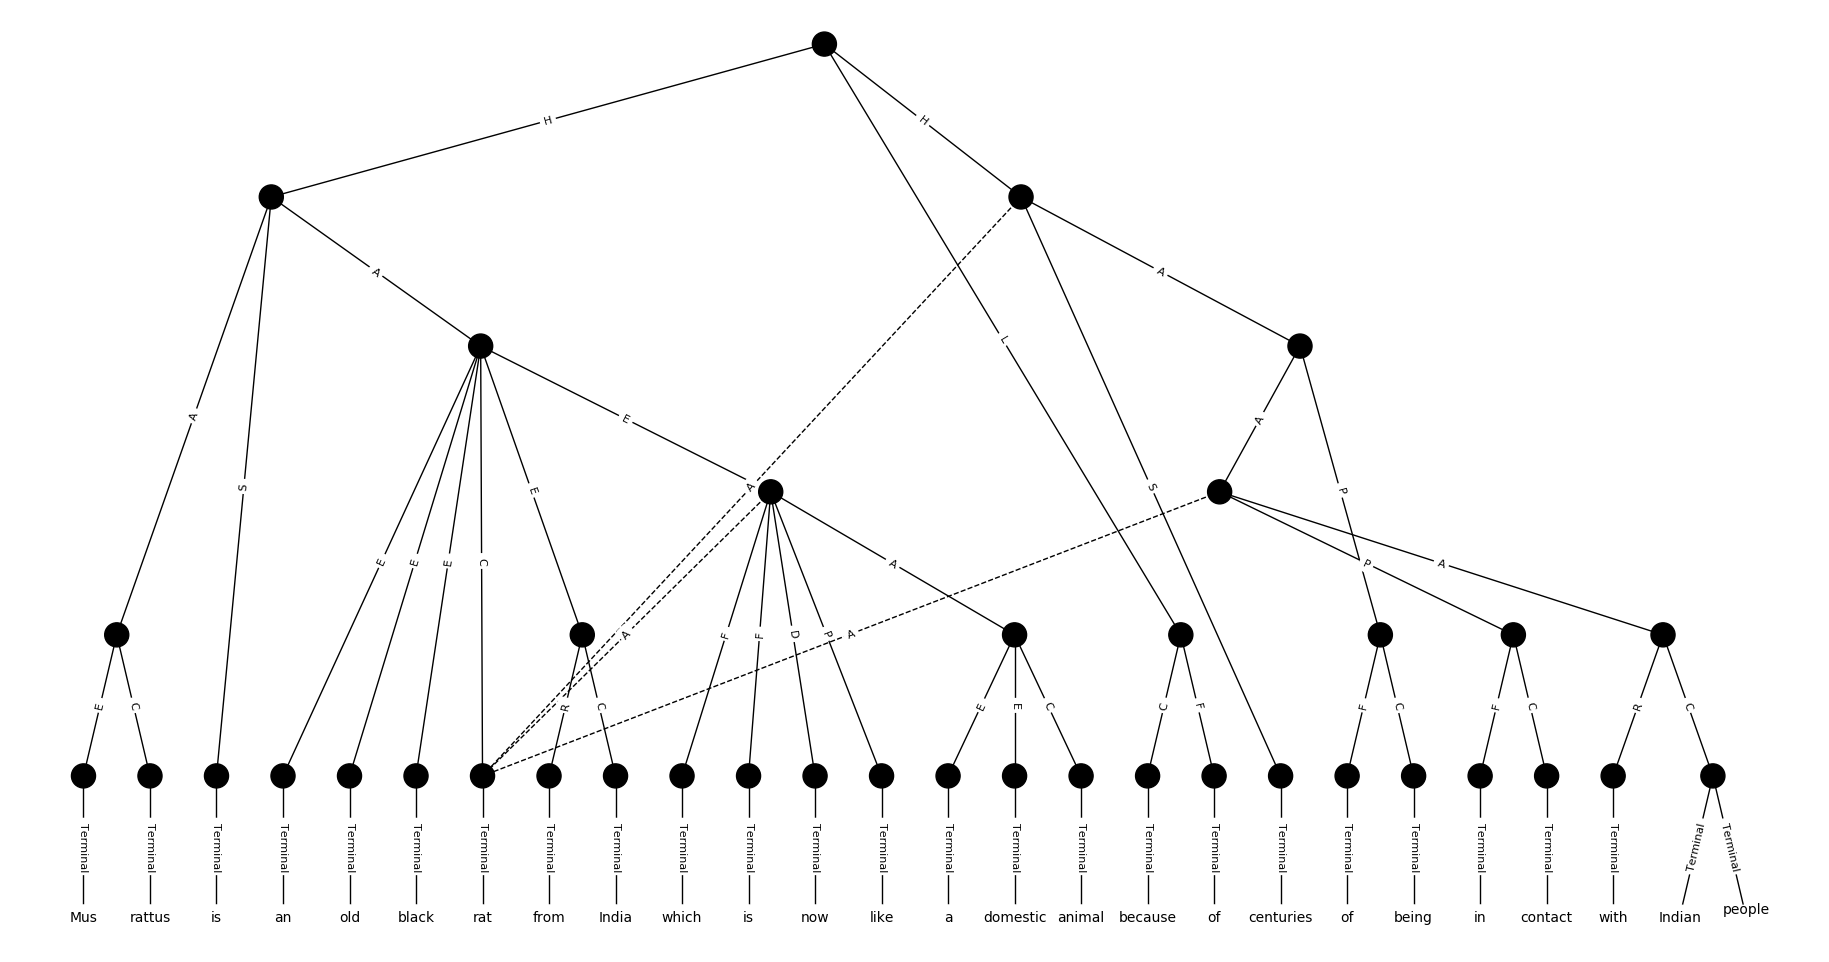 H H
A S A A S A L
E E A P
E E E C E F F D P A P A
A A
E C R C E E C C F F C F C R C
Terminal Terminal Terminal Terminal Terminal Terminal Terminal Terminal Terminal Terminal Terminal Terminal Terminal Terminal Terminal Terminal Terminal Terminal Terminal Terminal Terminal Terminal Terminal Terminal Terminal Terminal
Mus rattus is an old black rat from India which is now like a domestic animal because of centuries of being in contact with Indian people